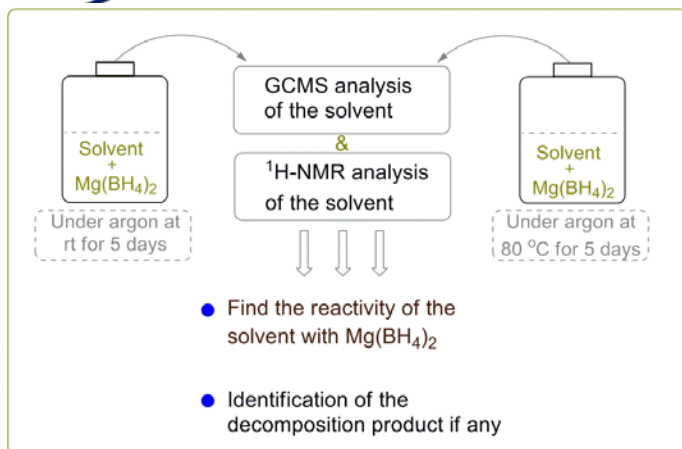 GCMS analysis
of the solvent
&
¹H-NMR analysis
of the solvent
Solvent
+
Mg(BH₄)₂
Under argon at
rt for 5 days
Solvent
+
Mg(BH₄)₂
Under argon at
80 ºC for 5 days
Find the reactivity of the
solvent with Mg(BH₄)₂
Identification of the
decomposition product if any